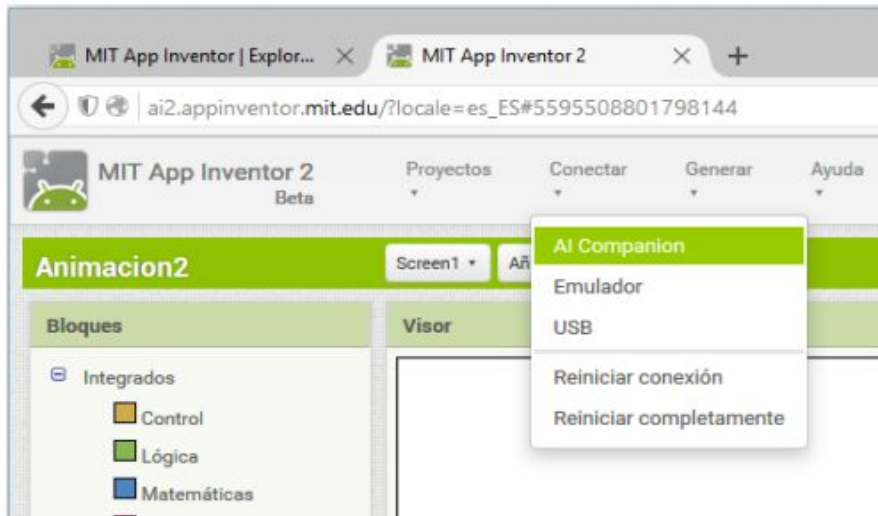 MIT App Inventor | Explor...
MIT App Inventor 2
ai2.appinventor.mit.edu/?locale=es_ES#5595508801798144
MIT App Inventor 2
Beta
Proyectos
Conectar
Generar
Ayuda
Animacion2
Screen1
Añ
AI Companion
Emulador
USB
Reiniciar conexión
Reiniciar completamente
Bloques
Visor
Integrados
Control
Lógica
Matemáticas